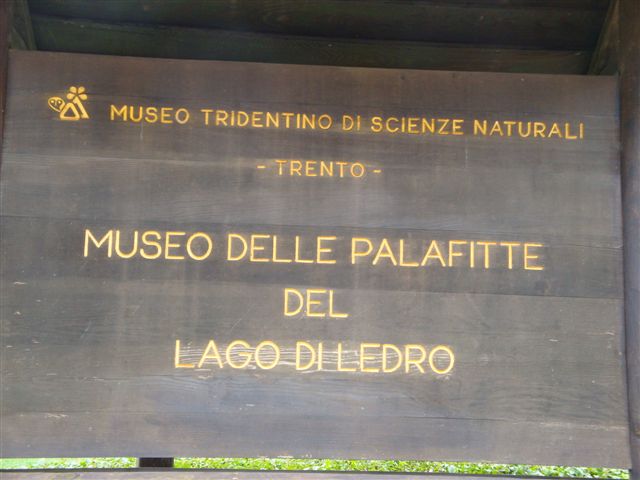 MUSEO TRIDENTINO DI SCIENZE NATURALI
- TRENTO -
MUSEO DELLE PALAFITTE
DEL
LAGO DI LEDRO